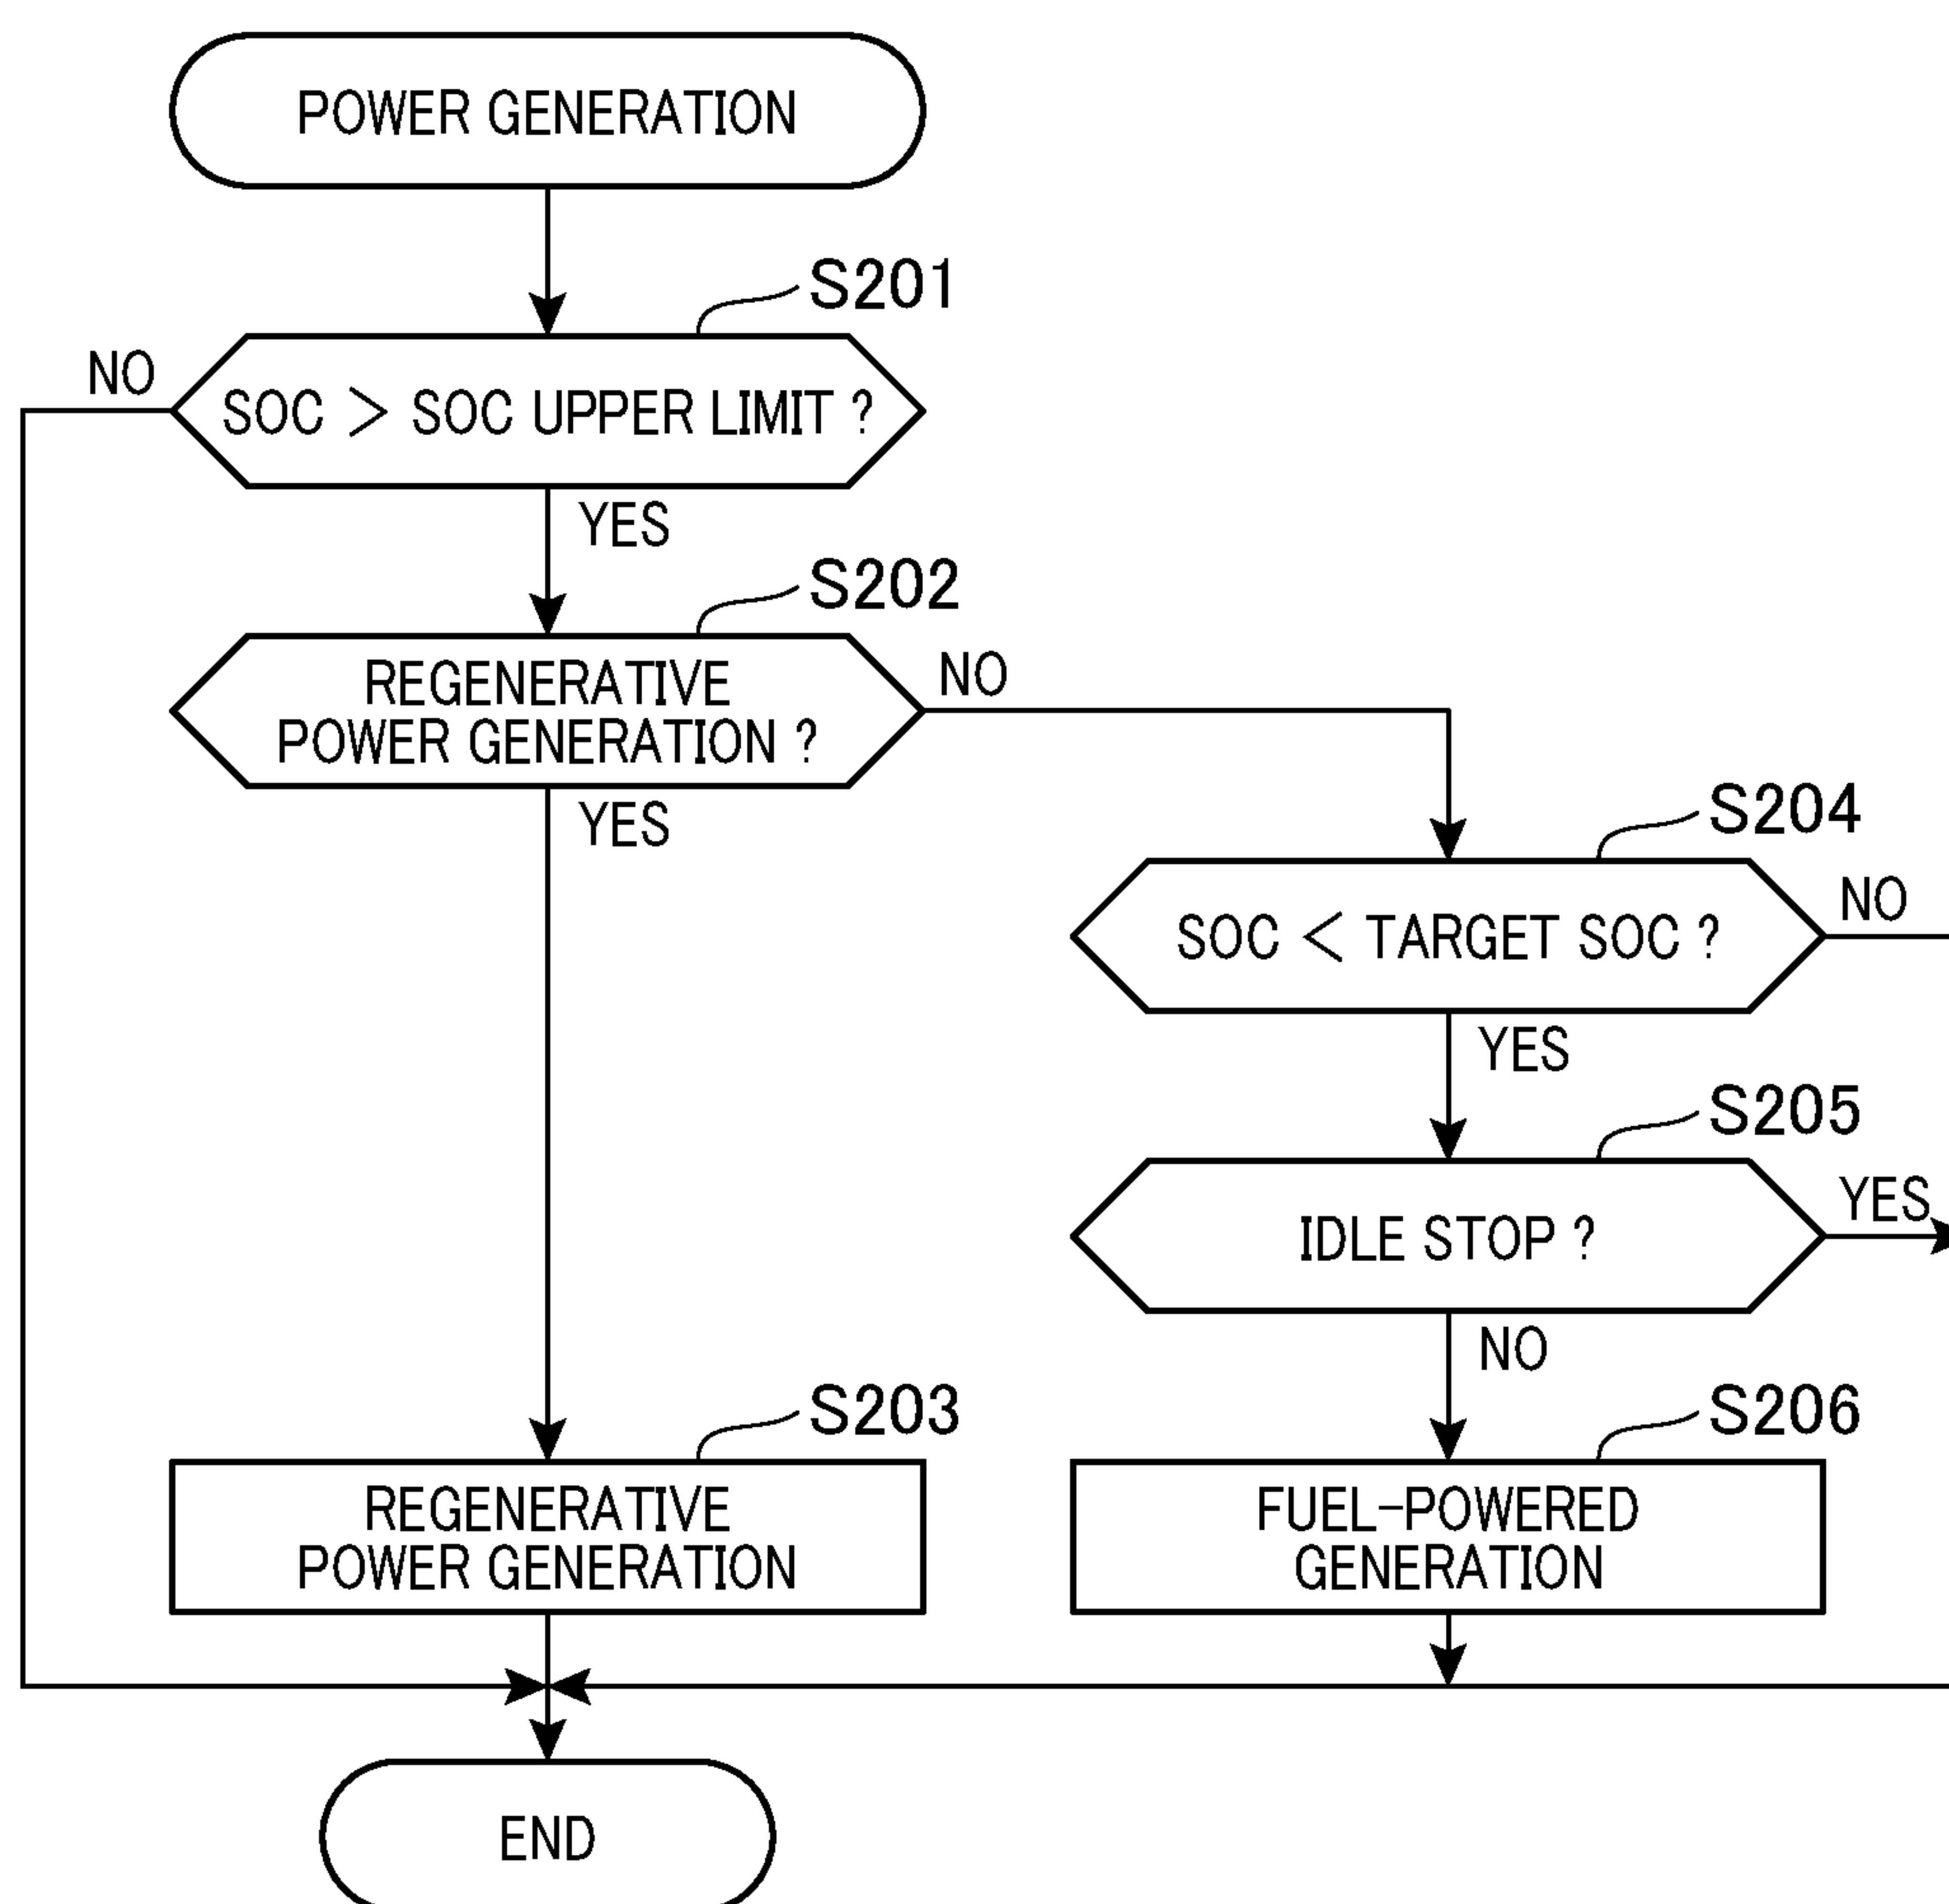 POWER GENERATION
S201
NO
SOC > SOC UPPER LIMIT ?
YES
S202
REGENERATIVE
POWER GENERATION ?
NO
YES
S204
SOC < TARGET SOC ?
NO
YES
S205
IDLE STOP ?
YES
NO
S203
REGENERATIVE
POWER GENERATION
S206
FUEL-POWERED
GENERATION
END